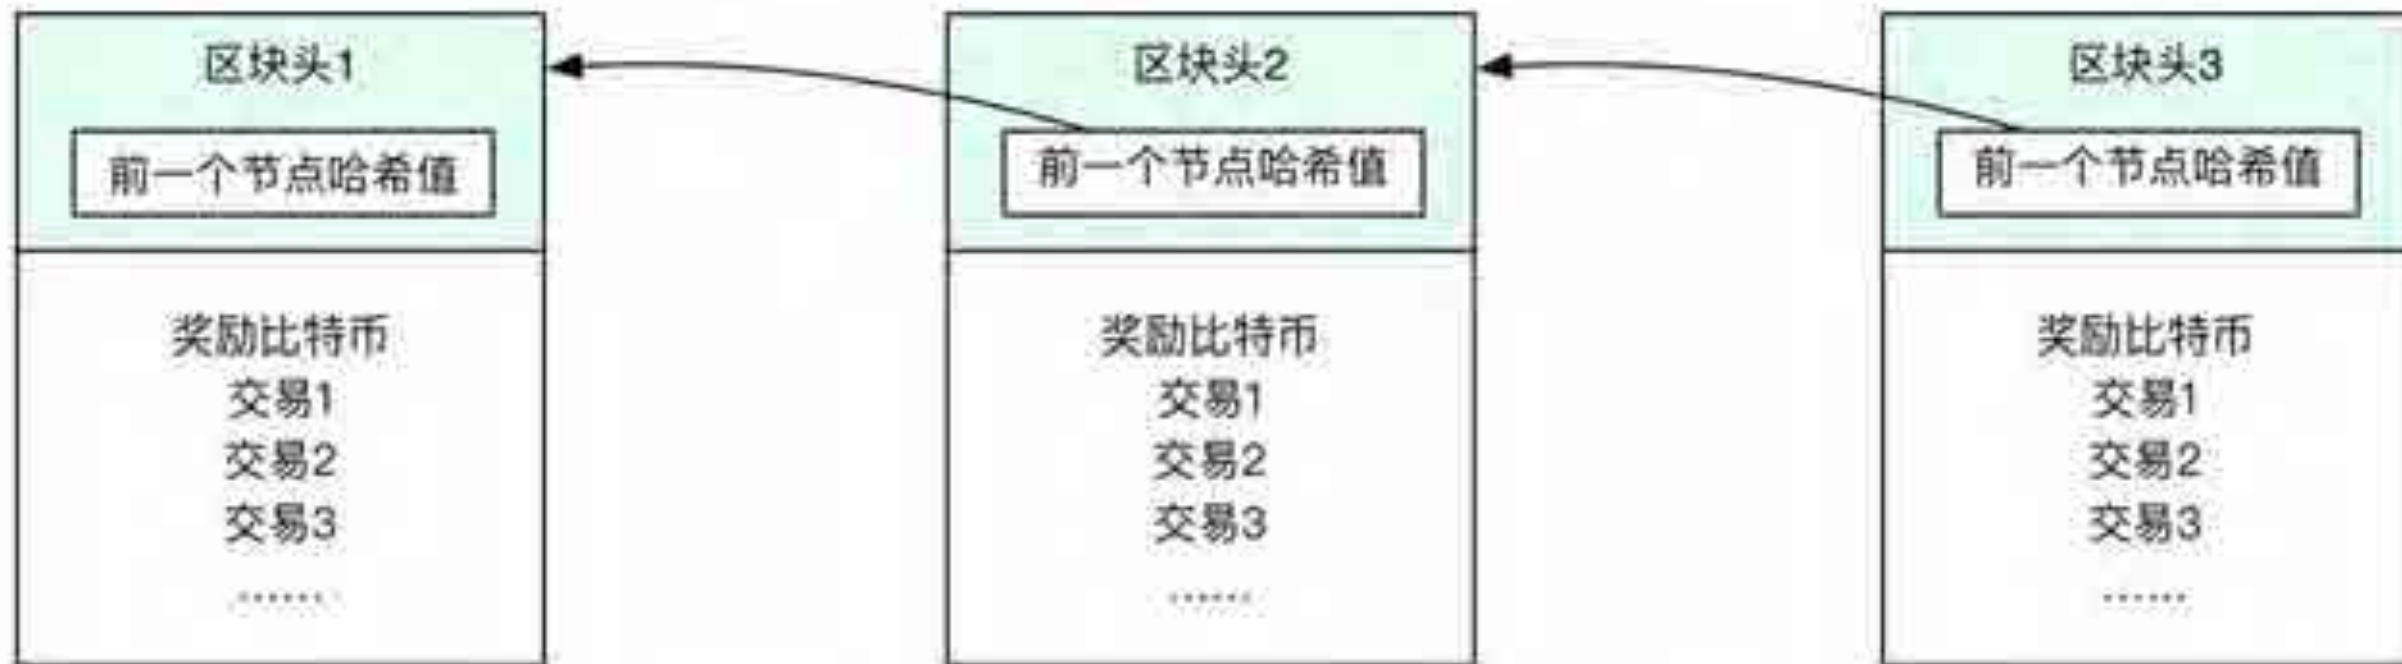 区块头1
前一个节点哈希值
奖励比特币
交易1
交易2
交易3
......
区块头2
前一个节点哈希值
奖励比特币
交易1
交易2
交易3
......
区块头3
前一个节点哈希值
奖励比特币
交易1
交易2
交易3
......